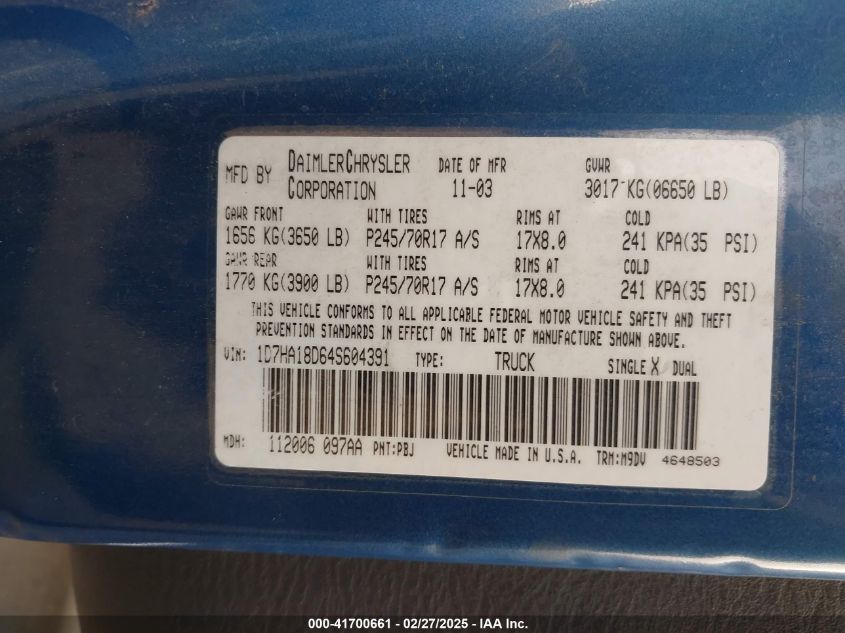 MFD BY DAIMLERCHRYSLER CORPORATION DATE OF MFR 11-03 GVWR 3017 KG(06650 LB)
GAWR FRONT WITH TIRES RIMS AT COLD
1656 KG(3650 LB) P245/70R17 A/S 17X8.0 241 KPA(35 PSI)
GAWR REAR WITH TIRES RIMS AT COLD
1770 KG(3900 LB) P245/70R17 A/S 17X8.0 241 KPA(35 PSI)
THIS VEHICLE CONFORMS TO ALL APPLICABLE FEDERAL MOTOR VEHICLE SAFETY AND THEFT
PREVENTION STANDARDS IN EFFECT ON THE DATE OF MANUFACTURE SHOWN ABOVE.
VIN: 1D7HA18D64S604391 TYPE: TRUCK SINGLE X DUAL
MDH: 112006 097AA PNT:PBJ VEHICLE MADE IN U.S.A. TRM:M9DV 4648503
000-41700661 - 02/27/2025 - IAA Inc.